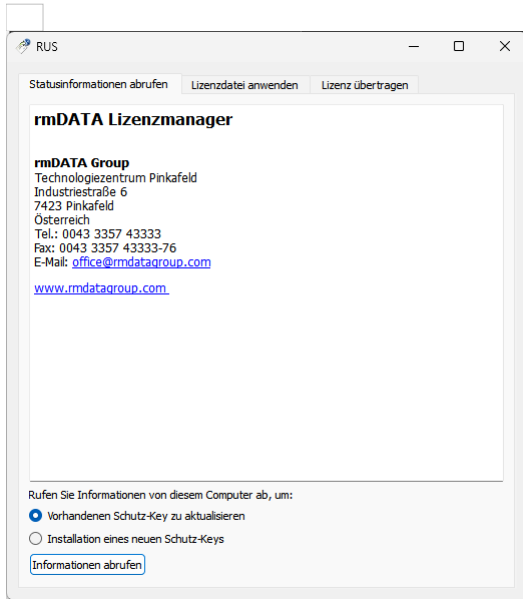 RUS
Statusinformationen abrufen Lizenzdatei anwenden Lizenz übertragen
rmDATA Lizenzmanager
rmDATA Group
Technologiezentrum Pinkafeld
Industriestraße 6
7423 Pinkafeld
Österreich
Tel.: 0043 3357 43333
Fax: 0043 3357 43333-76
E-Mail: office@rmdatagroup.com
www.rmdatagroup.com
Rufen Sie Informationen von diesem Computer ab, um:
Vorhandenen Schutz-Key zu aktualisieren
Installation eines neuen Schutz-Keys
Informationen abrufen